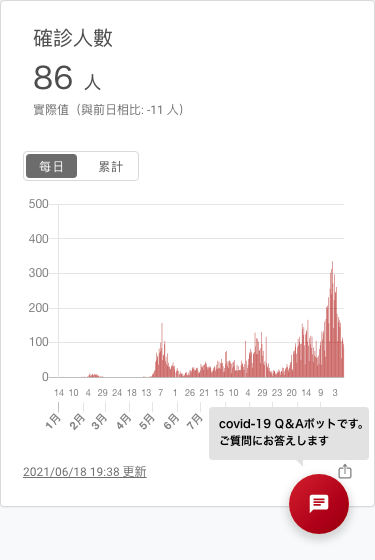 確診人數
86 人
實際值（與前日相比: -11 人）
每日 累計
500
400
300
200
100
0
14 10 4 29 24 18 13 7 1 26 21 15 10 4 29 23 20 14 9 3
1月 2月 3月 4月 5月 6月 7月
covid-19 Q&Aボットです。
ご質問にお答えします
2021/06/18 19:38 更新